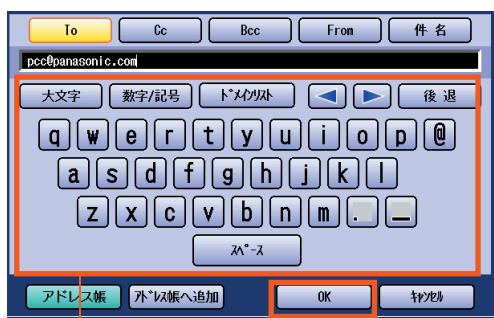 To Cc Bcc From 件 名
pcc@panasonic.com
大文字 数字/記号 ﾄﾞﾒｲﾝﾘｽﾄ 後 退
q w e r t y u i o p @
a s d f g h j k l
z x c v b n m . _
ｽﾍﾟｰｽ
アドレス帳 ｱﾄﾞﾚｽ帳へ追加 OK ｷｬﾝｾﾙ